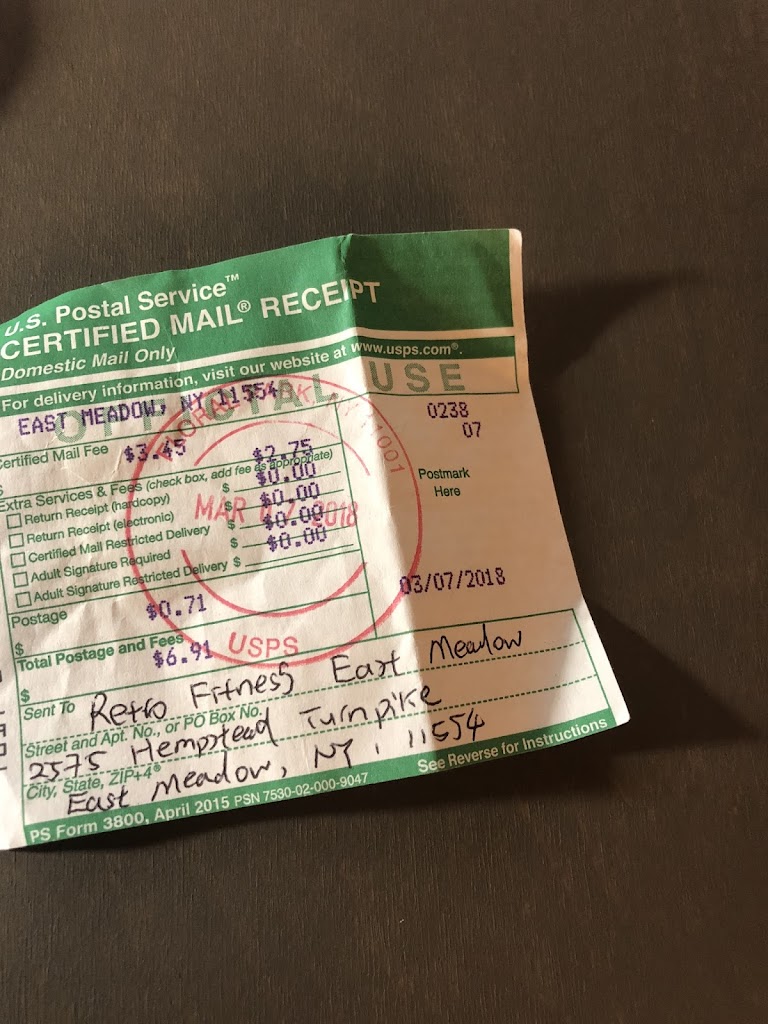 U.S. Postal Service™
CERTIFIED MAIL® RECEIPT
Domestic Mail Only
For delivery information, visit our website at www.usps.com®.
OFFICIAL USE
EAST MEADOW, NY 11554
Certified Mail Fee $3.45
$2.75
0238
07
$
Extra Services & Fees (check box, add fee as appropriate)
Return Receipt (hardcopy) $ $0.00
Return Receipt (electronic) $ $0.00
Certified Mail Restricted Delivery $ $0.00
Adult Signature Required $ $0.00
Adult Signature Restricted Delivery $
Postmark
Here
NY 11001
MAR 07 2018
USPS
Postage
$0.71
03/07/2018
$
Total Postage and Fees
$6.91
$
Sent To Retro Fitness East Meadow
Street and Apt. No., or PO Box No.
2575 Hempstead Turnpike
City, State, ZIP+4®
East Meadow, NY, 11554
PS Form 3800, April 2015 PSN 7530-02-000-9047 See Reverse for Instructions